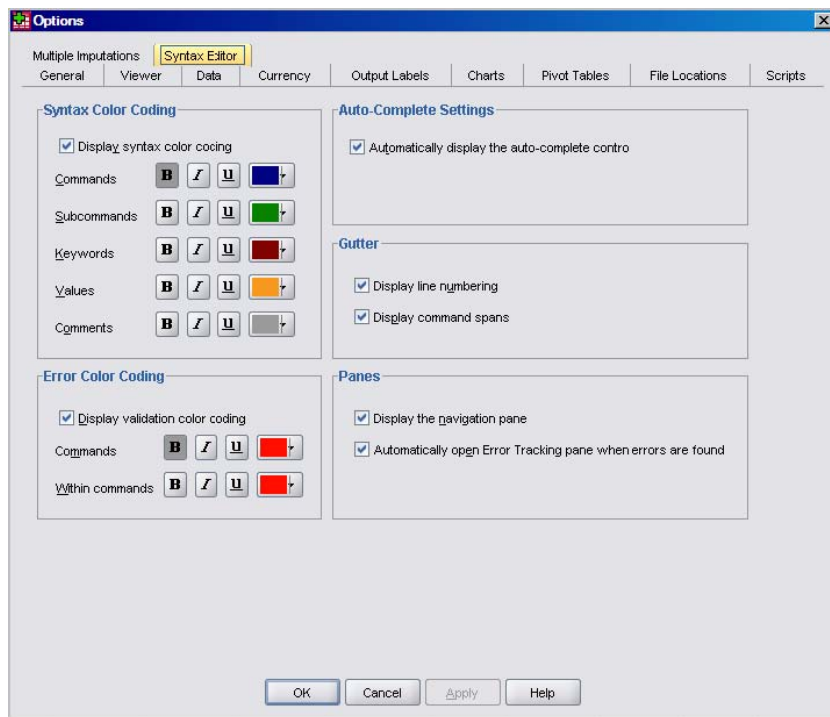 Options
Multiple Imputations Syntax Editor
General Viewer Data Currency Output Labels Charts Pivot Tables File Locations Scripts
Syntax Color Coding
Display syntax color cocing
Commands B I U
Subcommands B I U
Keywords B I U
Values B I U
Comments B I U
Auto-Complete Settings
Automatically display the auto-complete contro
Gutter
Display line numbering
Display command spans
Error Color Coding
Display validation color coding
Commands B I U
Within commands B I U
Panes
Display the navigation pane
Automatically open Error Tracking pane when errors are found
OK Cancel Apply Help